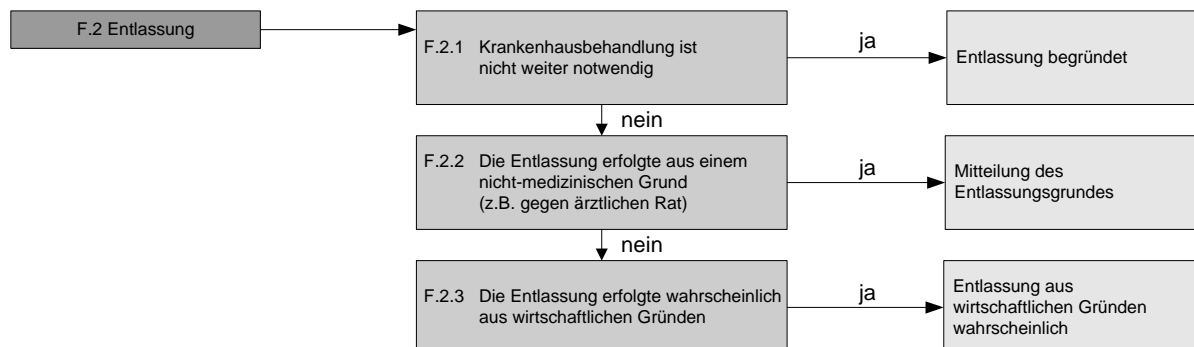 F.2 Entlassung
F.2.1 Krankenhausbehandlung ist
nicht weiter notwendig
ja
Entlassung begründet
nein
F.2.2 Die Entlassung erfolgte aus einem
nicht-medizinischen Grund
(z.B. gegen ärztlichen Rat)
ja
Mitteilung des
Entlassungsgrundes
nein
F.2.3 Die Entlassung erfolgte wahrscheinlich
aus wirtschaftlichen Gründen
ja
Entlassung aus
wirtschaftlichen Gründen
wahrscheinlich